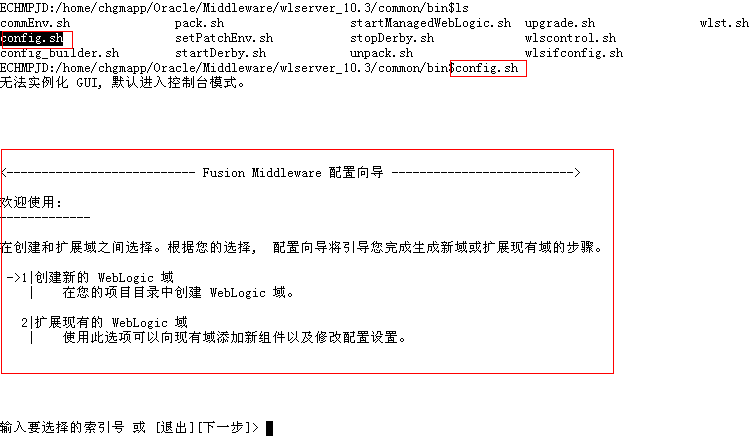 ECHMPJD:/home/chgmapp/Oracle/Middleware/wlserver_10.3/common/bin$ls
commEnv.sh pack.sh startManagedWebLogic.sh upgrade.sh wlst.sh
config.sh setPatchEnv.sh stopDerby.sh wlscontrol.sh
config_builder.sh startDerby.sh unpack.sh wlsifconfig.sh
ECHMPJD:/home/chgmapp/Oracle/Middleware/wlserver_10.3/common/bin$config.sh
无法实例化 GUI, 默认进入控制台模式。
<--------------------------- Fusion Middleware 配置向导 -------------------------->
欢迎使用:
-------------
在创建和扩展域之间选择。根据您的选择, 配置向导将引导您完成生成新域或扩展现有域的步骤。
->1|创建新的 WebLogic 域
| 在您的项目目录中创建 WebLogic 域。
2|扩展现有的 WebLogic 域
| 使用此选项可以向现有域添加新组件以及修改配置设置。
输入要选择的索引号 或 [退出][下一步]>